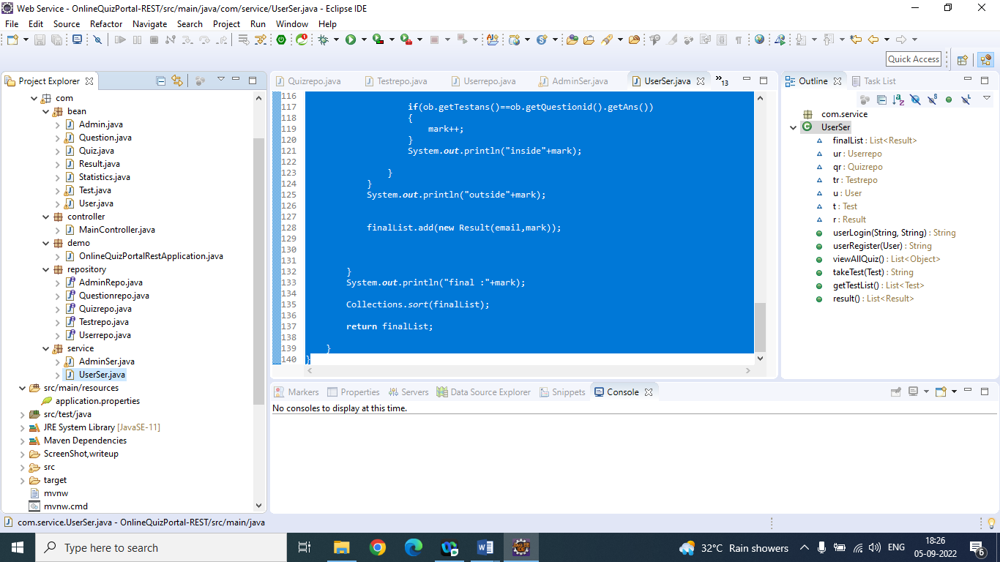 Web Service - OnlineQuizPortal-REST/src/main/java/com/service/UserSer.java - Eclipse IDE
File Edit Source Refactor Navigate Search Project Run Window Help
Quick Access
Project Explorer
com
bean
Admin.java
Question.java
Quiz.java
Result.java
Statistics.java
Test.java
User.java
controller
MainController.java
demo
OnlineQuizPortalRestApplication.java
repository
AdminRepo.java
Questionrepo.java
Quizrepo.java
Testrepo.java
Userrepo.java
service
AdminSer.java
UserSer.java
src/main/resources
application.properties
src/test/java
JRE System Library [JavaSE-11]
Maven Dependencies
ScreenShot,writeup
src
target
mvnw
mvnw.cmd
Quizrepo.java Testrepo.java Userrepo.java AdminSer.java UserSer.java »13
116
117 if(ob.getTestans()==ob.getQuestionid().getAns())
118 {
119 mark++;
120 }
121 System.out.println("inside"+mark);
122
123 }
124 }
125 System.out.println("outside"+mark);
126
127
128 finalList.add(new Result(email,mark));
129
130
131
132 }
133 System.out.println("final :"+mark);
134
135 Collections.sort(finalList);
136
137 return finalList;
138
139 }
140 }
Outline Task List
com.service
UserSer
finalList : List<Result>
ur : Userrepo
qr : Quizrepo
tr : Testrepo
u : User
t : Test
r : Result
userLogin(String, String) : String
userRegister(User) : String
viewAllQuiz() : List<Object>
takeTest(Test) : String
getTestList() : List<Test>
result() : List<Result>
Markers Properties Servers Data Source Explorer Snippets Console
No consoles to display at this time.
com.service.UserSer.java - OnlineQuizPortal-REST/src/main/java
Type here to search
32°C Rain showers
ENG
18:26
05-09-2022
6